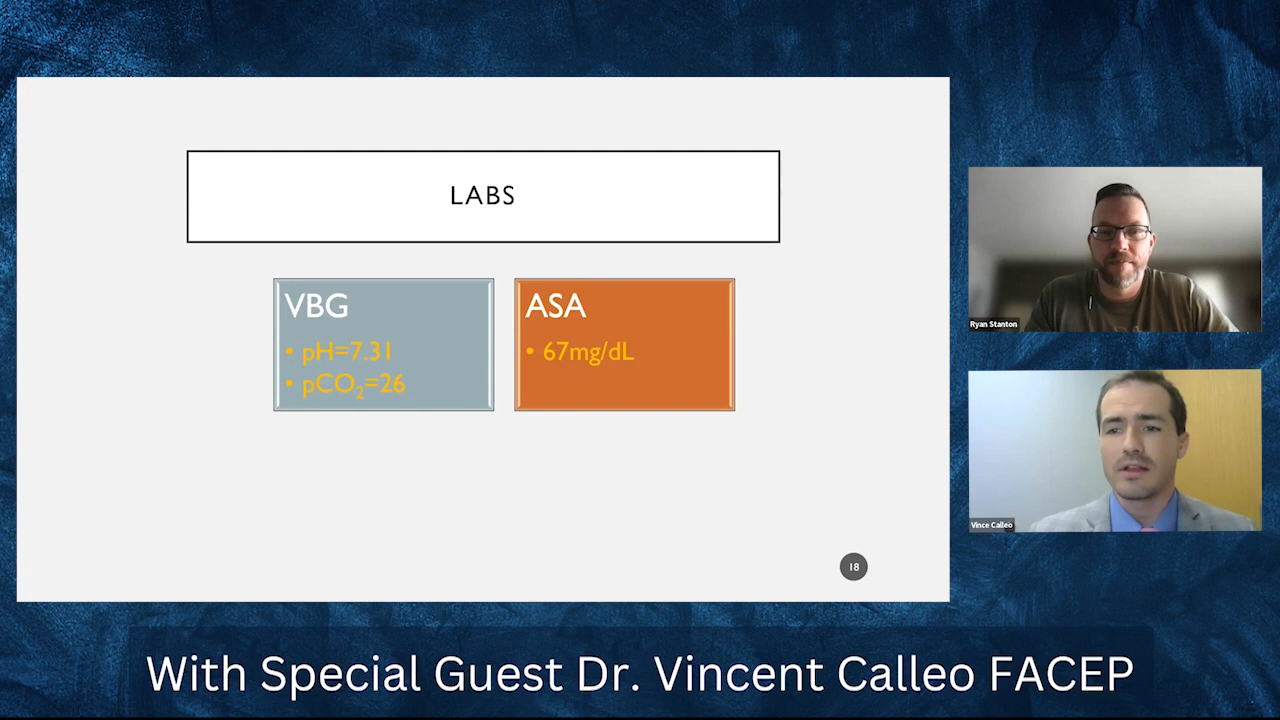 LABS
VBG
• pH=7.31
• pCO₂=26
ASA
• 67mg/dL
18
Ryan Stanton
Vince Calleo
With Special Guest Dr. Vincent Calleo FACEP